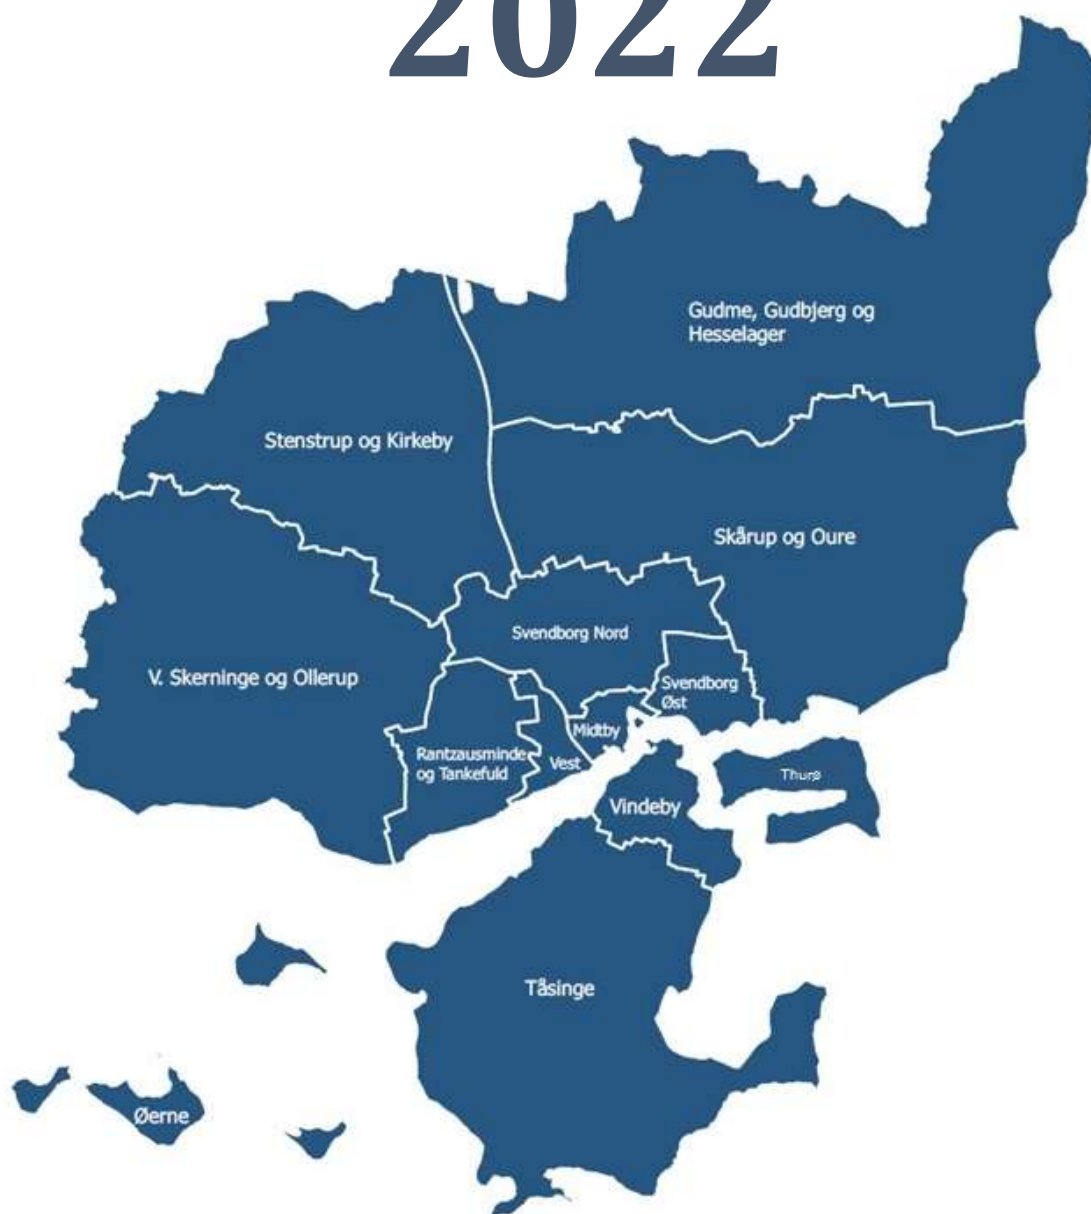 2022
Gudme, Gudbjerg og
Hesselager
Stenstrup og Kirkeby
Skårup og Oure
Svendborg Nord
V. Skerninge og Ollerup
Svendborg
Øst
Midtby
Rantzausminde
og Tankefuld
Vest
Thurø
Vindeby
Tåsinge
Øerne